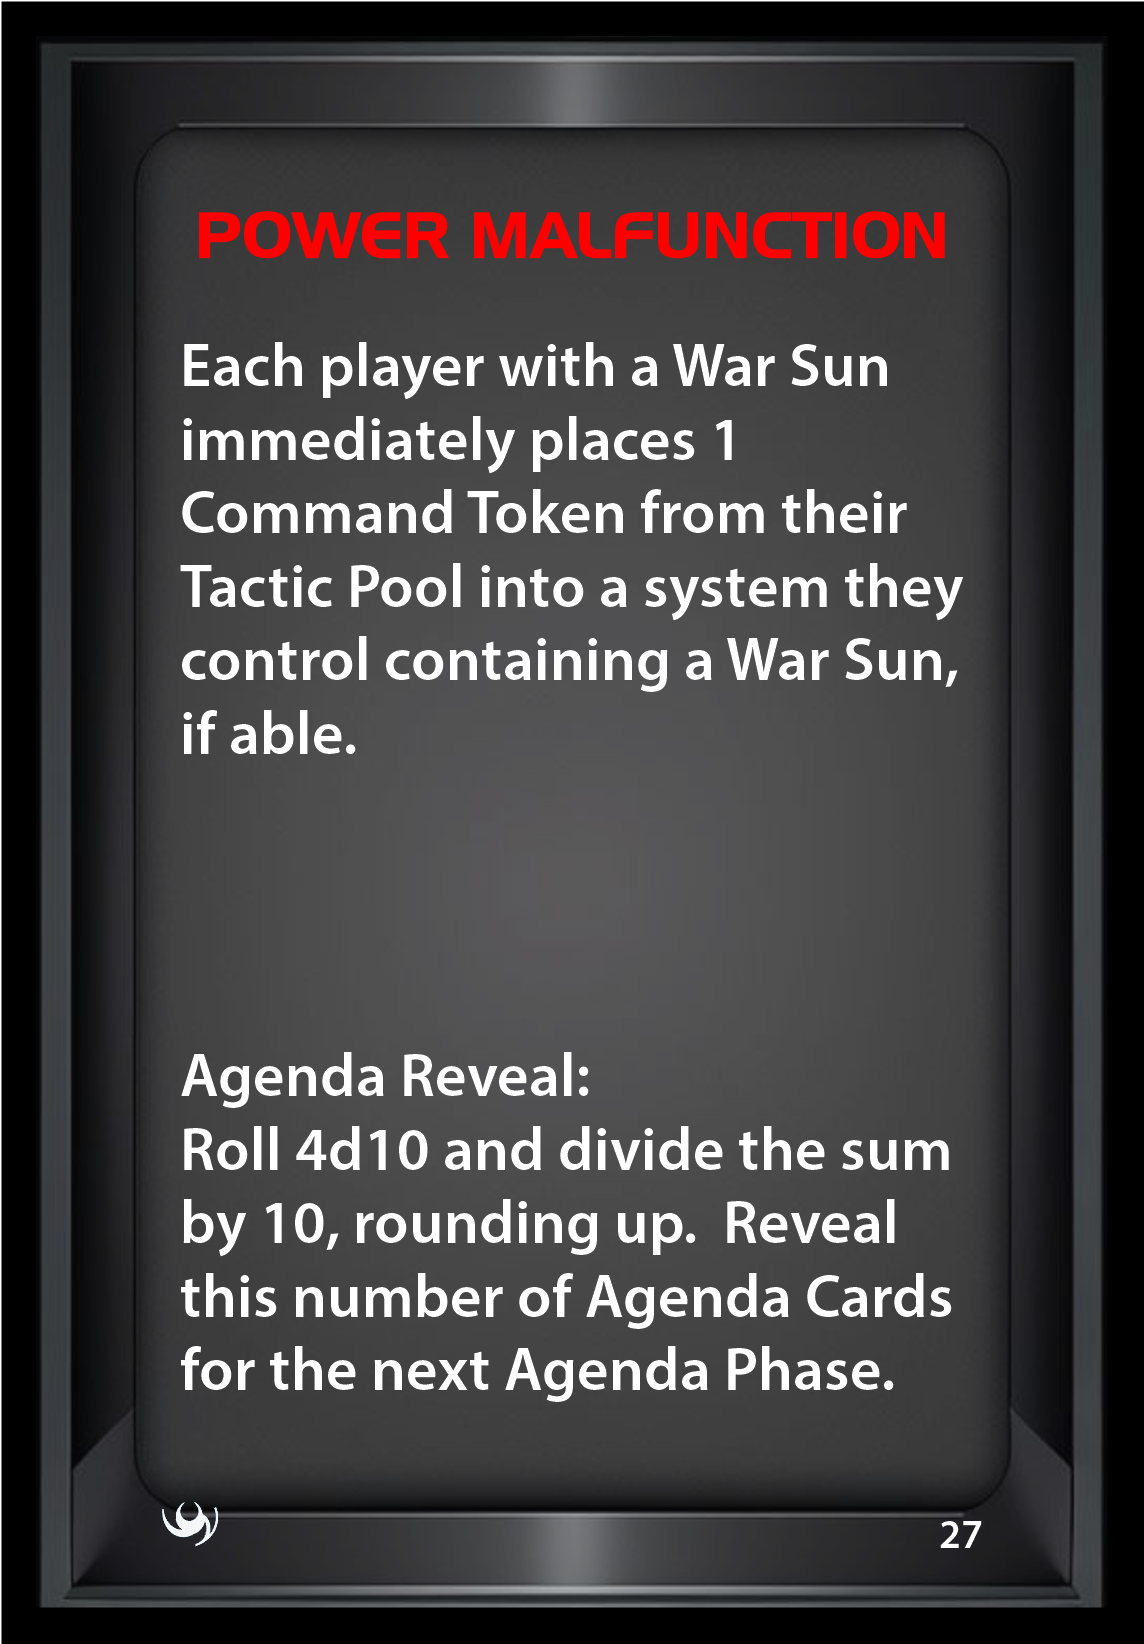 POWER MALFUNCTION
Each player with a War Sun
immediately places 1
Command Token from their
Tactic Pool into a system they
control containing a War Sun,
if able.
Agenda Reveal:
Roll 4d10 and divide the sum
by 10, rounding up.  Reveal
this number of Agenda Cards
for the next Agenda Phase.
27